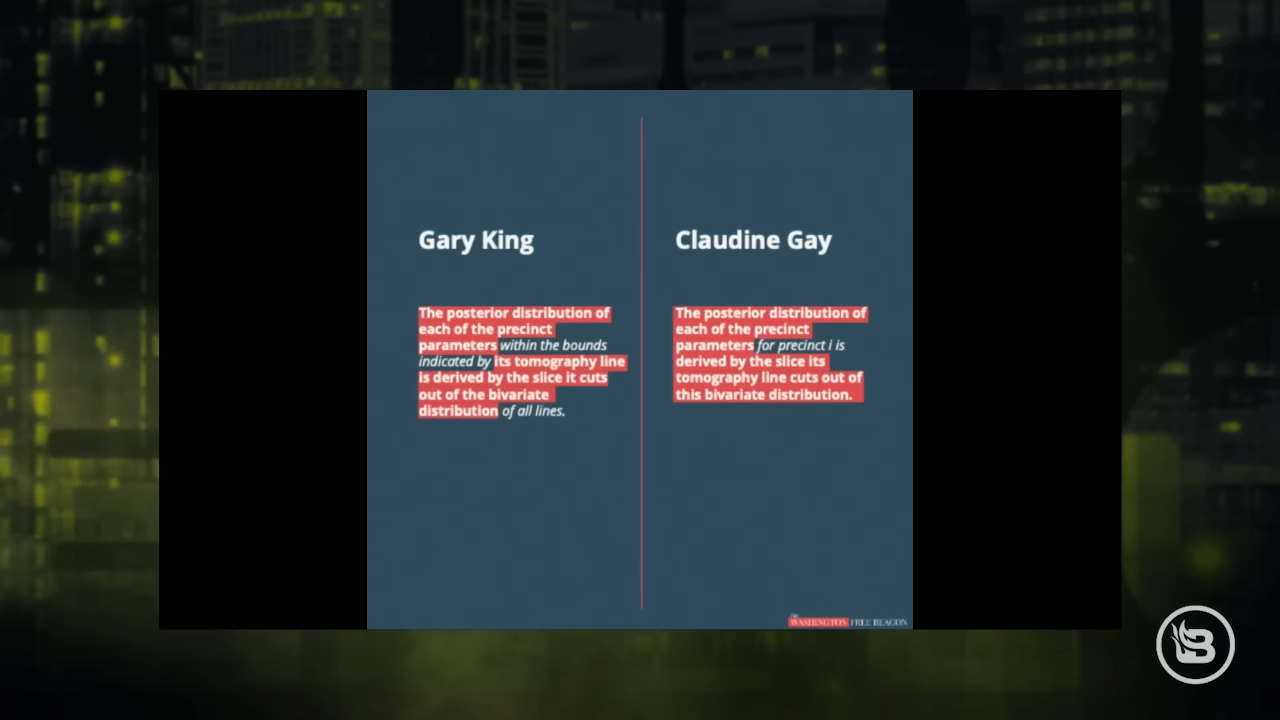 Gary King
The posterior distribution of
each of the precinct
parameters within the bounds
indicated by its tomography line
is derived by the slice it cuts
out of the bivariate
distribution of all lines.
Claudine Gay
The posterior distribution of
each of the precinct
parameters for precinct i is
derived by the slice its
tomography line cuts out of
this bivariate distribution.
WASHINGTON FREE BEACON
B